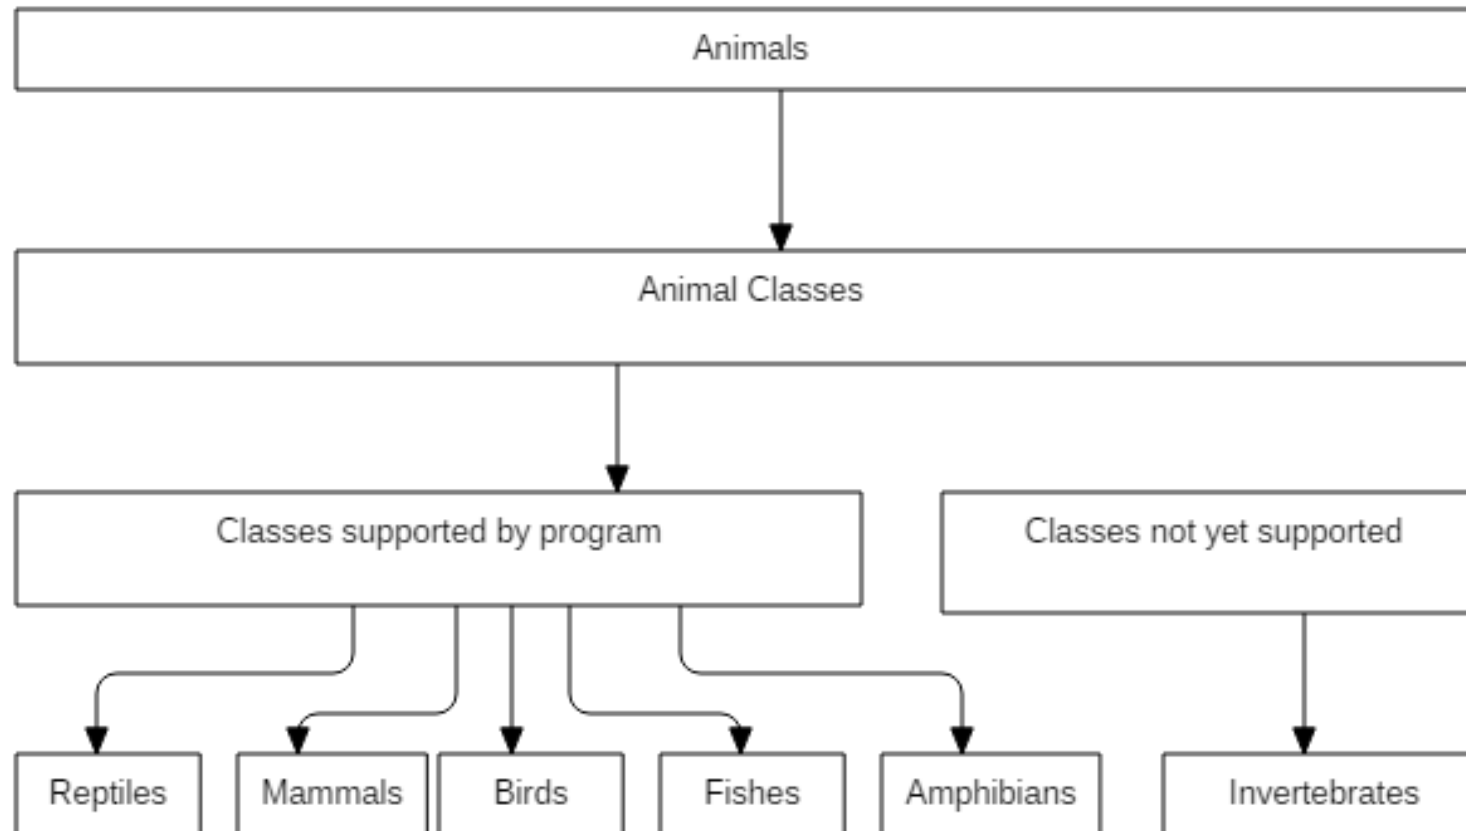 Animals
Animal Classes
Classes supported by program
Classes not yet supported
Reptiles
Mammals
Birds
Fishes
Amphibians
Invertebrates